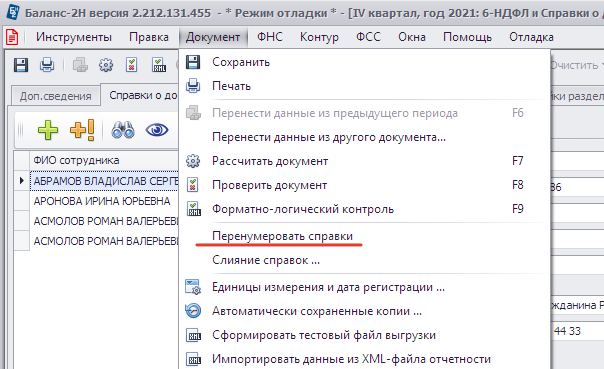 Баланс-2Н версия 2.212.131.455 - * Режим отладки * - [IV квартал, год 2021: 6-НДФЛ и Справки о д
Инструменты Правка Документ ФНС Контур ФСС Окна Помощь Отладка
Сохранить
Очистить
Печать
Доп.сведения Справки о до
Перенести данные из предыдущего периода F6
Перенести данные из другого документа...
Рассчитать документ F7
ФИО сотрудника
Проверить документ F8
АБРАМОВ ВЛАДИСЛАВ СЕРГЕ
86
АРОНОВА ИРИНА ЮРЬЕВНА
Форматно-логический контроль F9
АСМОЛОВ РОМАН ВАЛЕРЬЕВ
Перенумеровать справки
АСМОЛОВ РОМАН ВАЛЕРЬЕВ
Слияние справок ...
Единицы измерения и дата регистрации ...
Автоматически сохраненные копии ...
44 33
Сформировать тестовый файл выгрузки
Импортировать данные из XML-файла отчетности